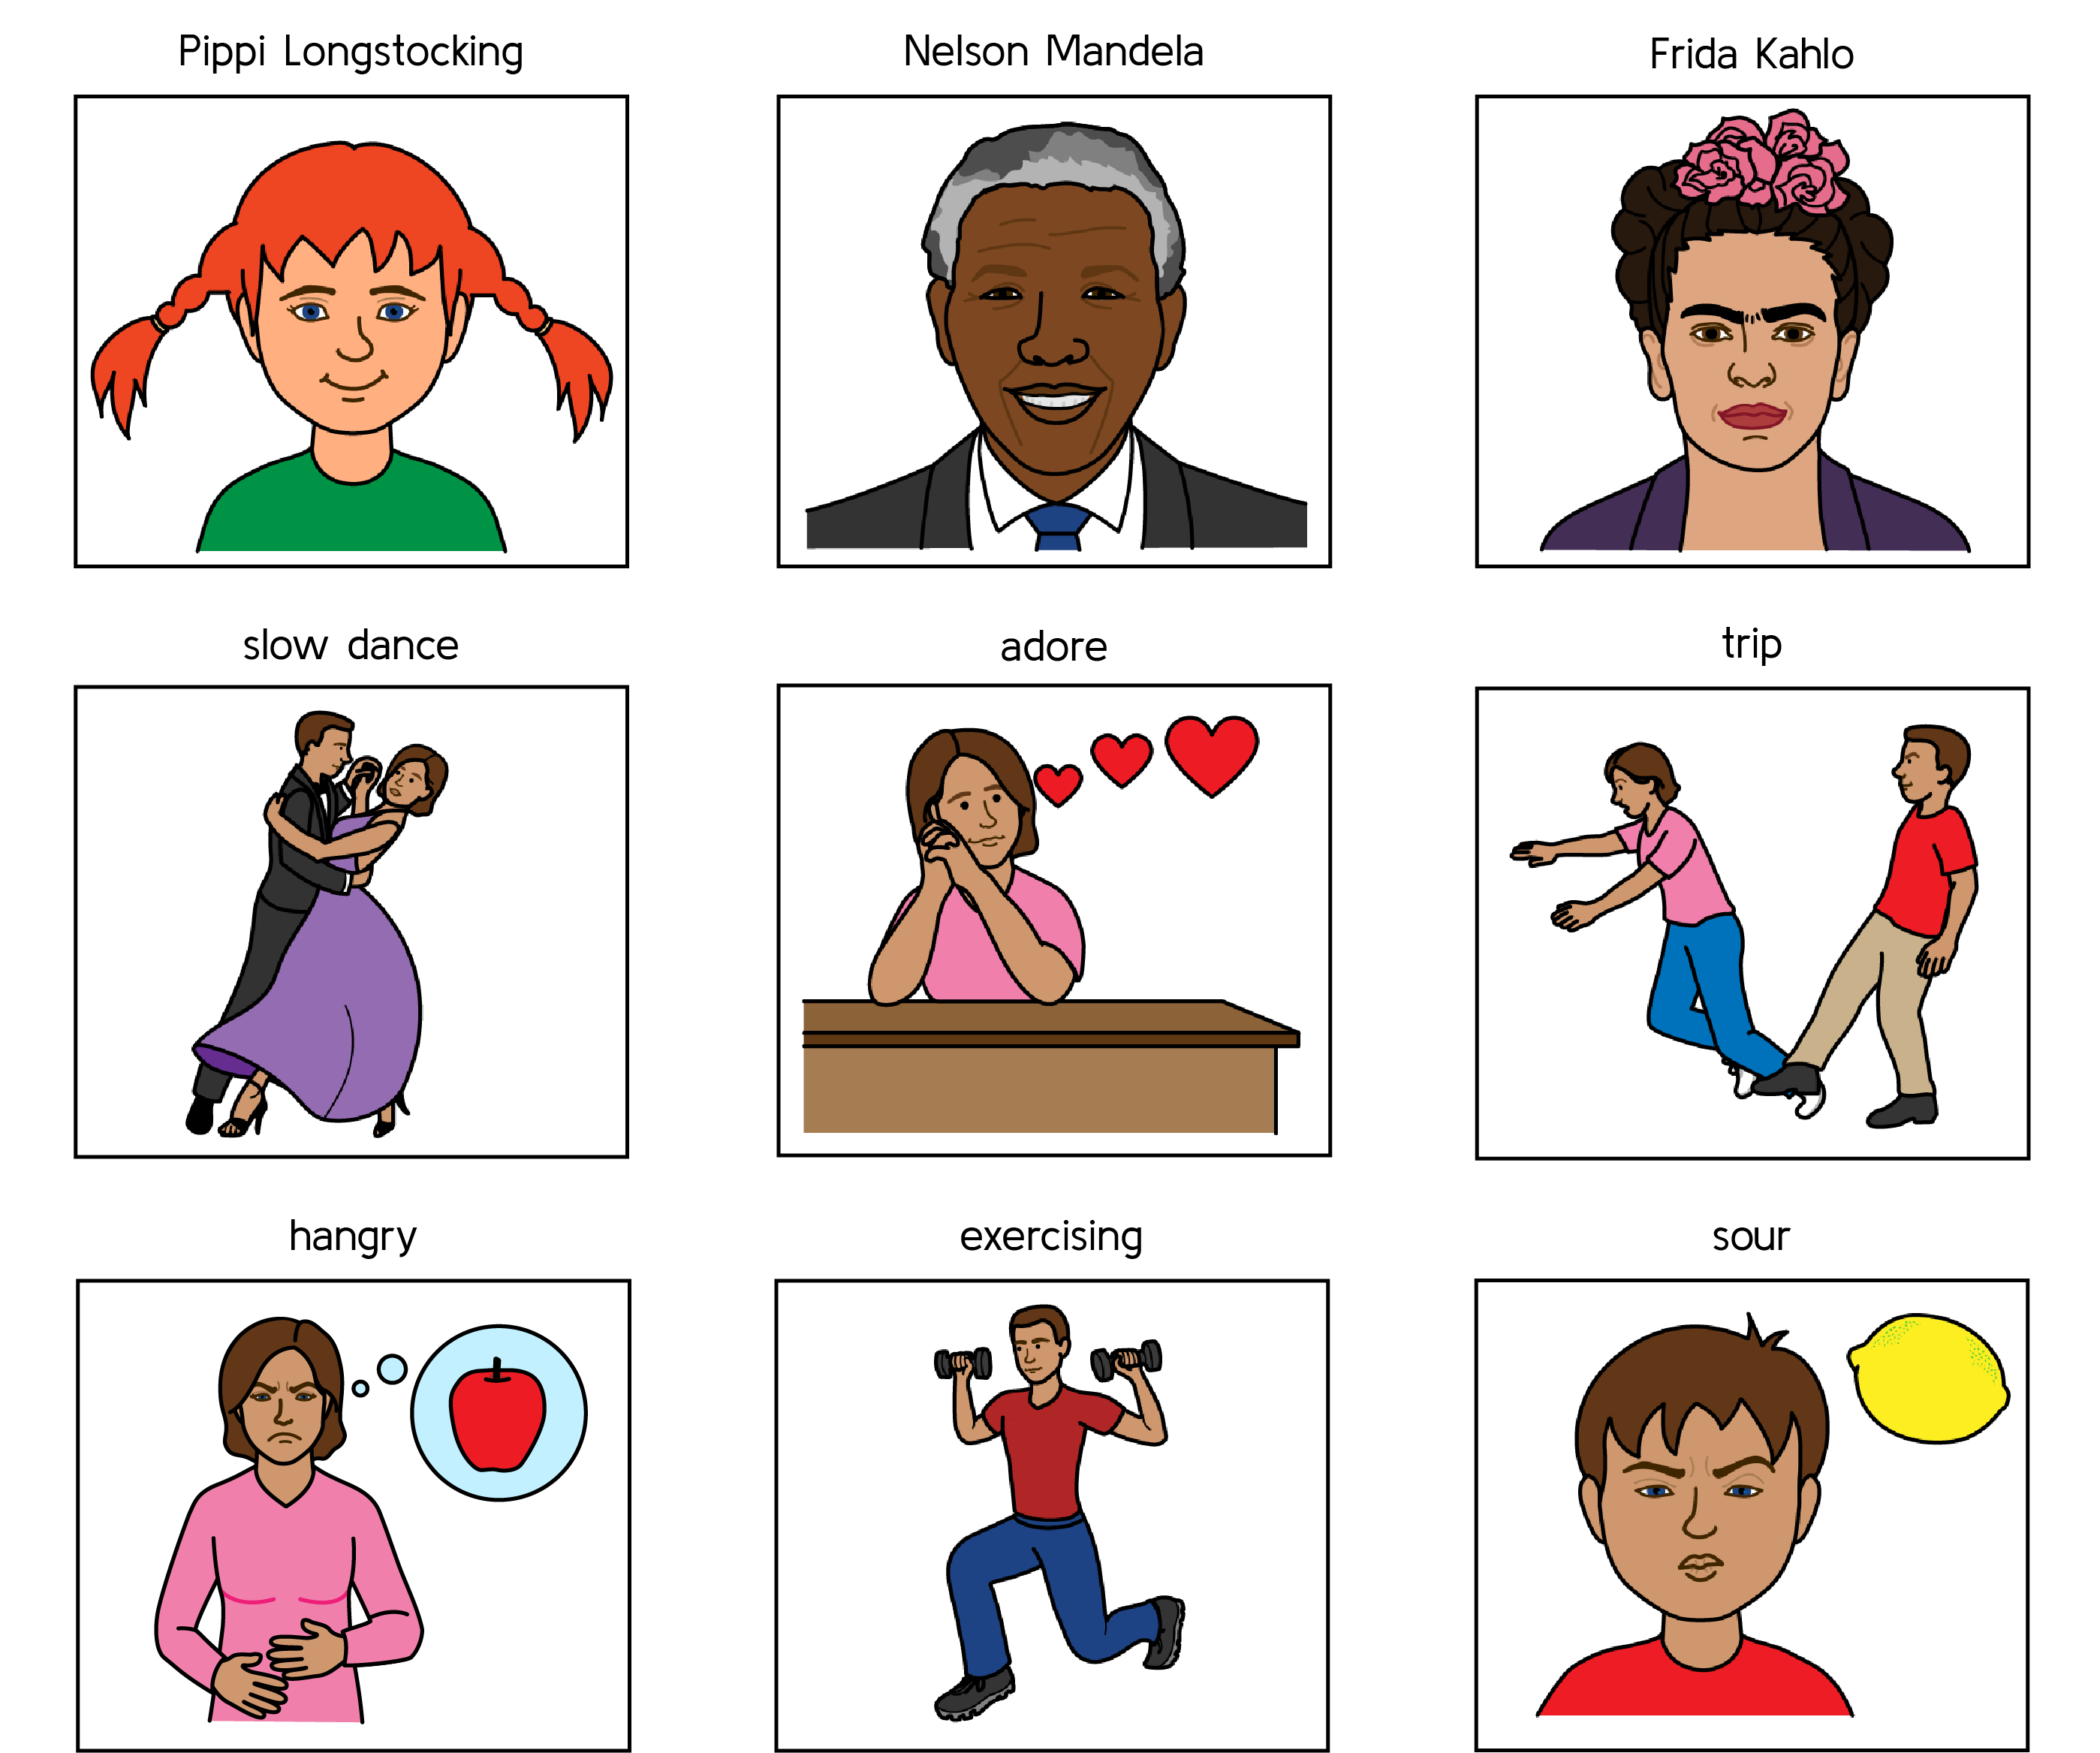 Pippi Longstocking
Nelson Mandela
Frida Kahlo
slow dance
adore
trip
hangry
exercising
sour